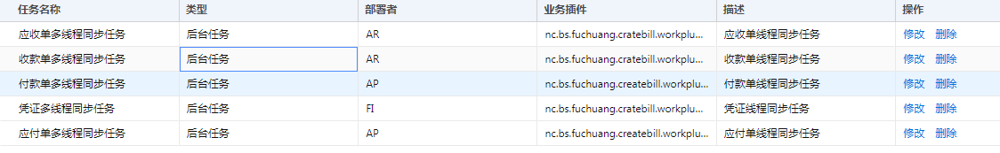 任务名称 类型 部署者 业务插件 描述 操作
应收单多线程同步任务 后台任务 AR nc.bs.fuchuang.cratebill.workplu... 应收单线程同步任务 修改 删除
收款单多线程同步任务 后台任务 AR nc.bs.fuchuang.cratebill.workplu... 收款单线程同步任务 修改 删除
付款单多线程同步任务 后台任务 AP nc.bs.fuchuang.createbill.workplu... 付款单线程同步任务 修改 删除
凭证多线程同步任务 后台任务 FI nc.bs.fuchuang.createbill.workplu... 凭证线程同步任务 修改 删除
应付单多线程同步任务 后台任务 AP nc.bs.fuchuang.createbill.workplu... 应付单线程同步任务 修改 删除